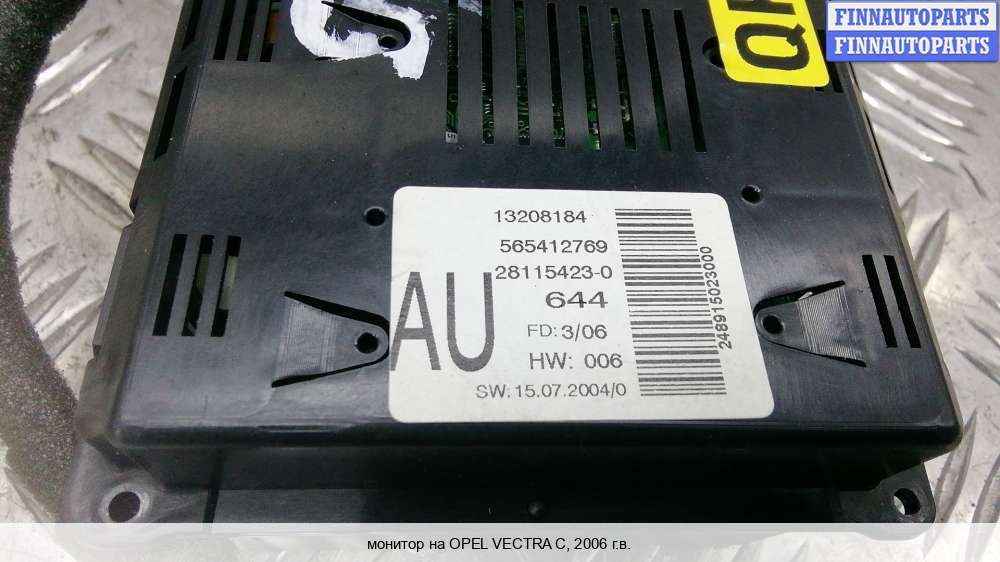 FINNAUTOPARTS
FINNAUTOPARTS
13208184
565412769
28115423-0
AU
644
FD: 3/06
HW: 006
SW: 15.07.2004/0
248915023000
монитор на OPEL VECTRA C, 2006 г.в.